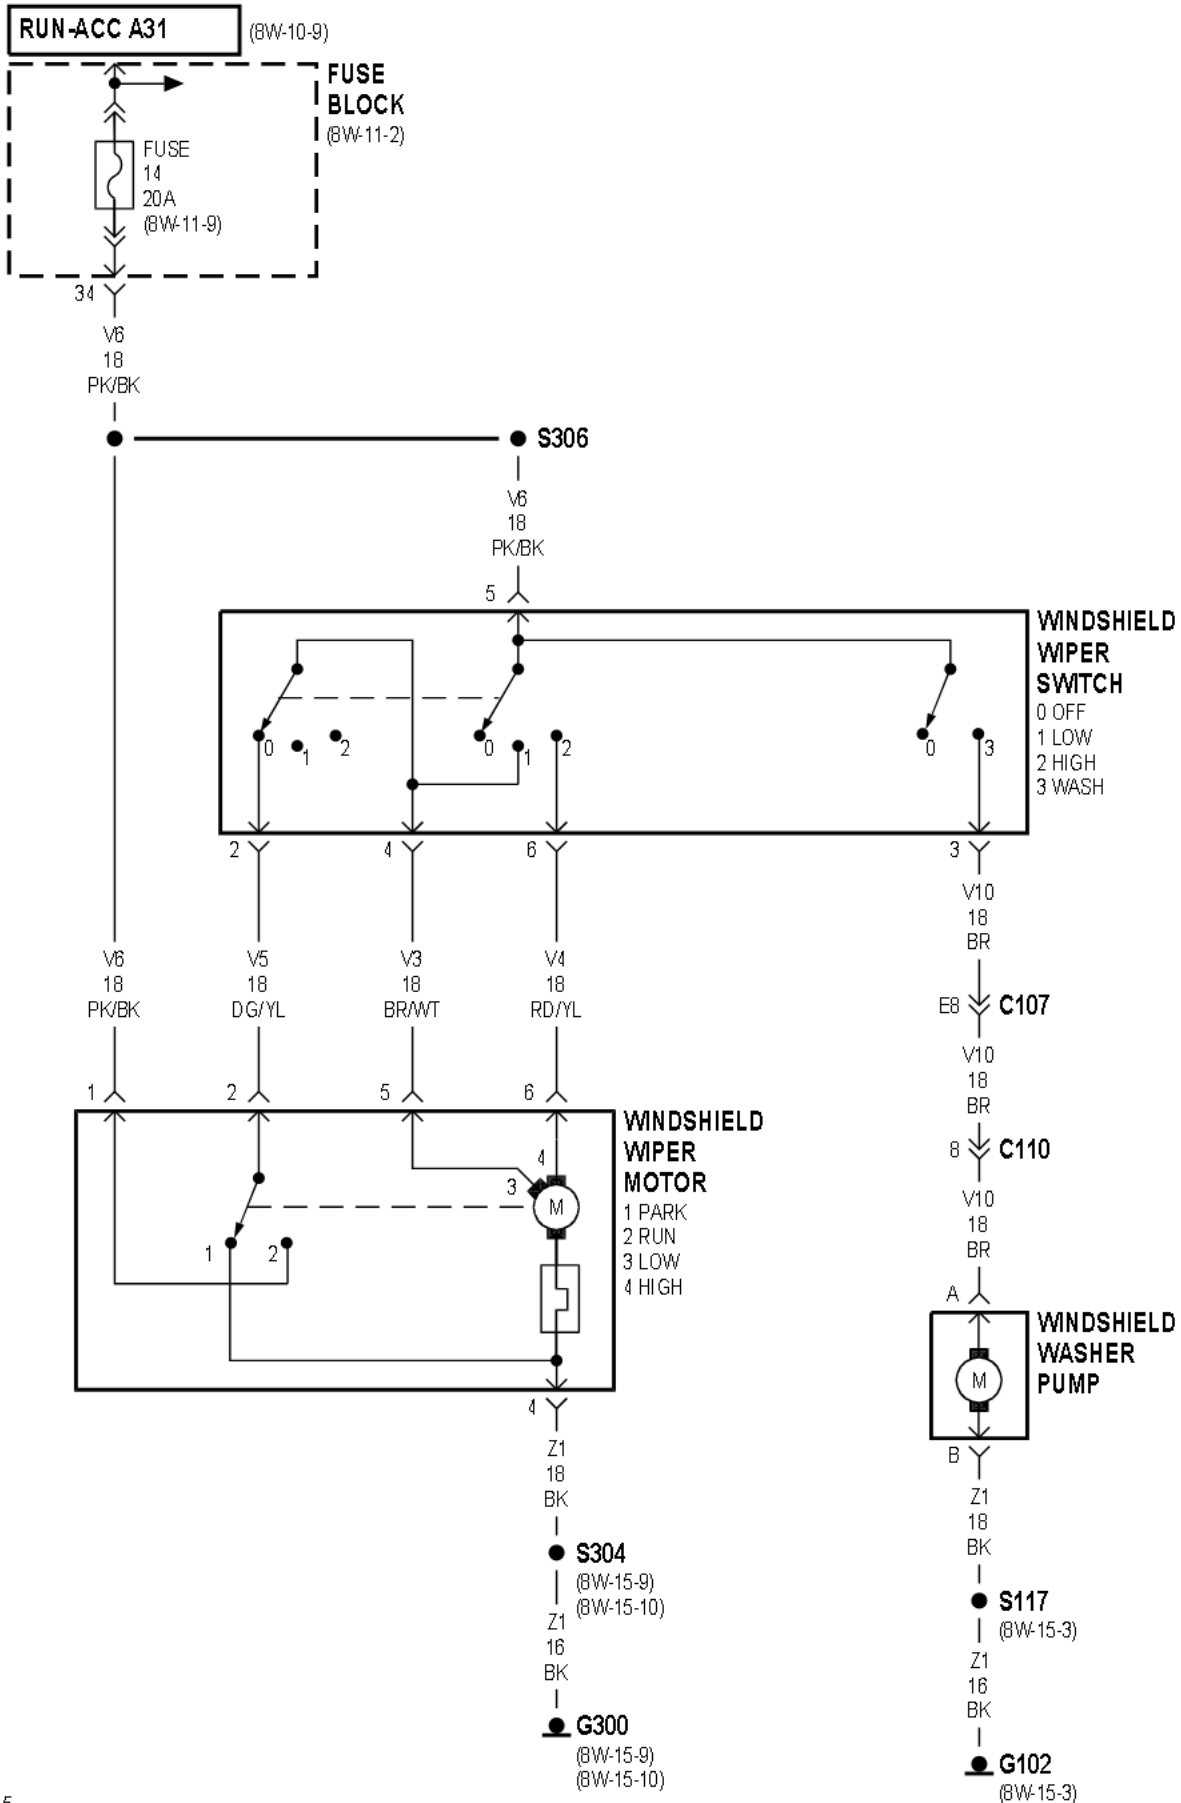 RUN-ACC A31
(8W-10-9)
FUSE
BLOCK
(8W-11-2)
FUSE
14
20A
(8W-11-9)
34
V6
18
PK/BK
S306
V6
18
PK/BK
5
WINDSHIELD
WIPER
SWITCH
0 OFF
1 LOW
2 HIGH
3 WASH
0
1
2
0
1
2
0
3
2
4
6
3
V10
18
BR
V6
18
PK/BK
V5
18
DG/YL
V3
18
BR/WT
V4
18
RD/YL
E8
C107
V10
18
BR
1
2
5
6
WINDSHIELD
WIPER
MOTOR
1 PARK
2 RUN
3 LOW
4 HIGH
4
3
M
1
2
8
C110
V10
18
BR
A
WINDSHIELD
WASHER
PUMP
M
B
4
Z1
18
BK
S304
(8W-15-9)
(8W-15-10)
Z1
16
BK
G300
(8W-15-9)
(8W-15-10)
Z1
18
BK
S117
(8W-15-3)
Z1
16
BK
G102
(8W-15-3)
5